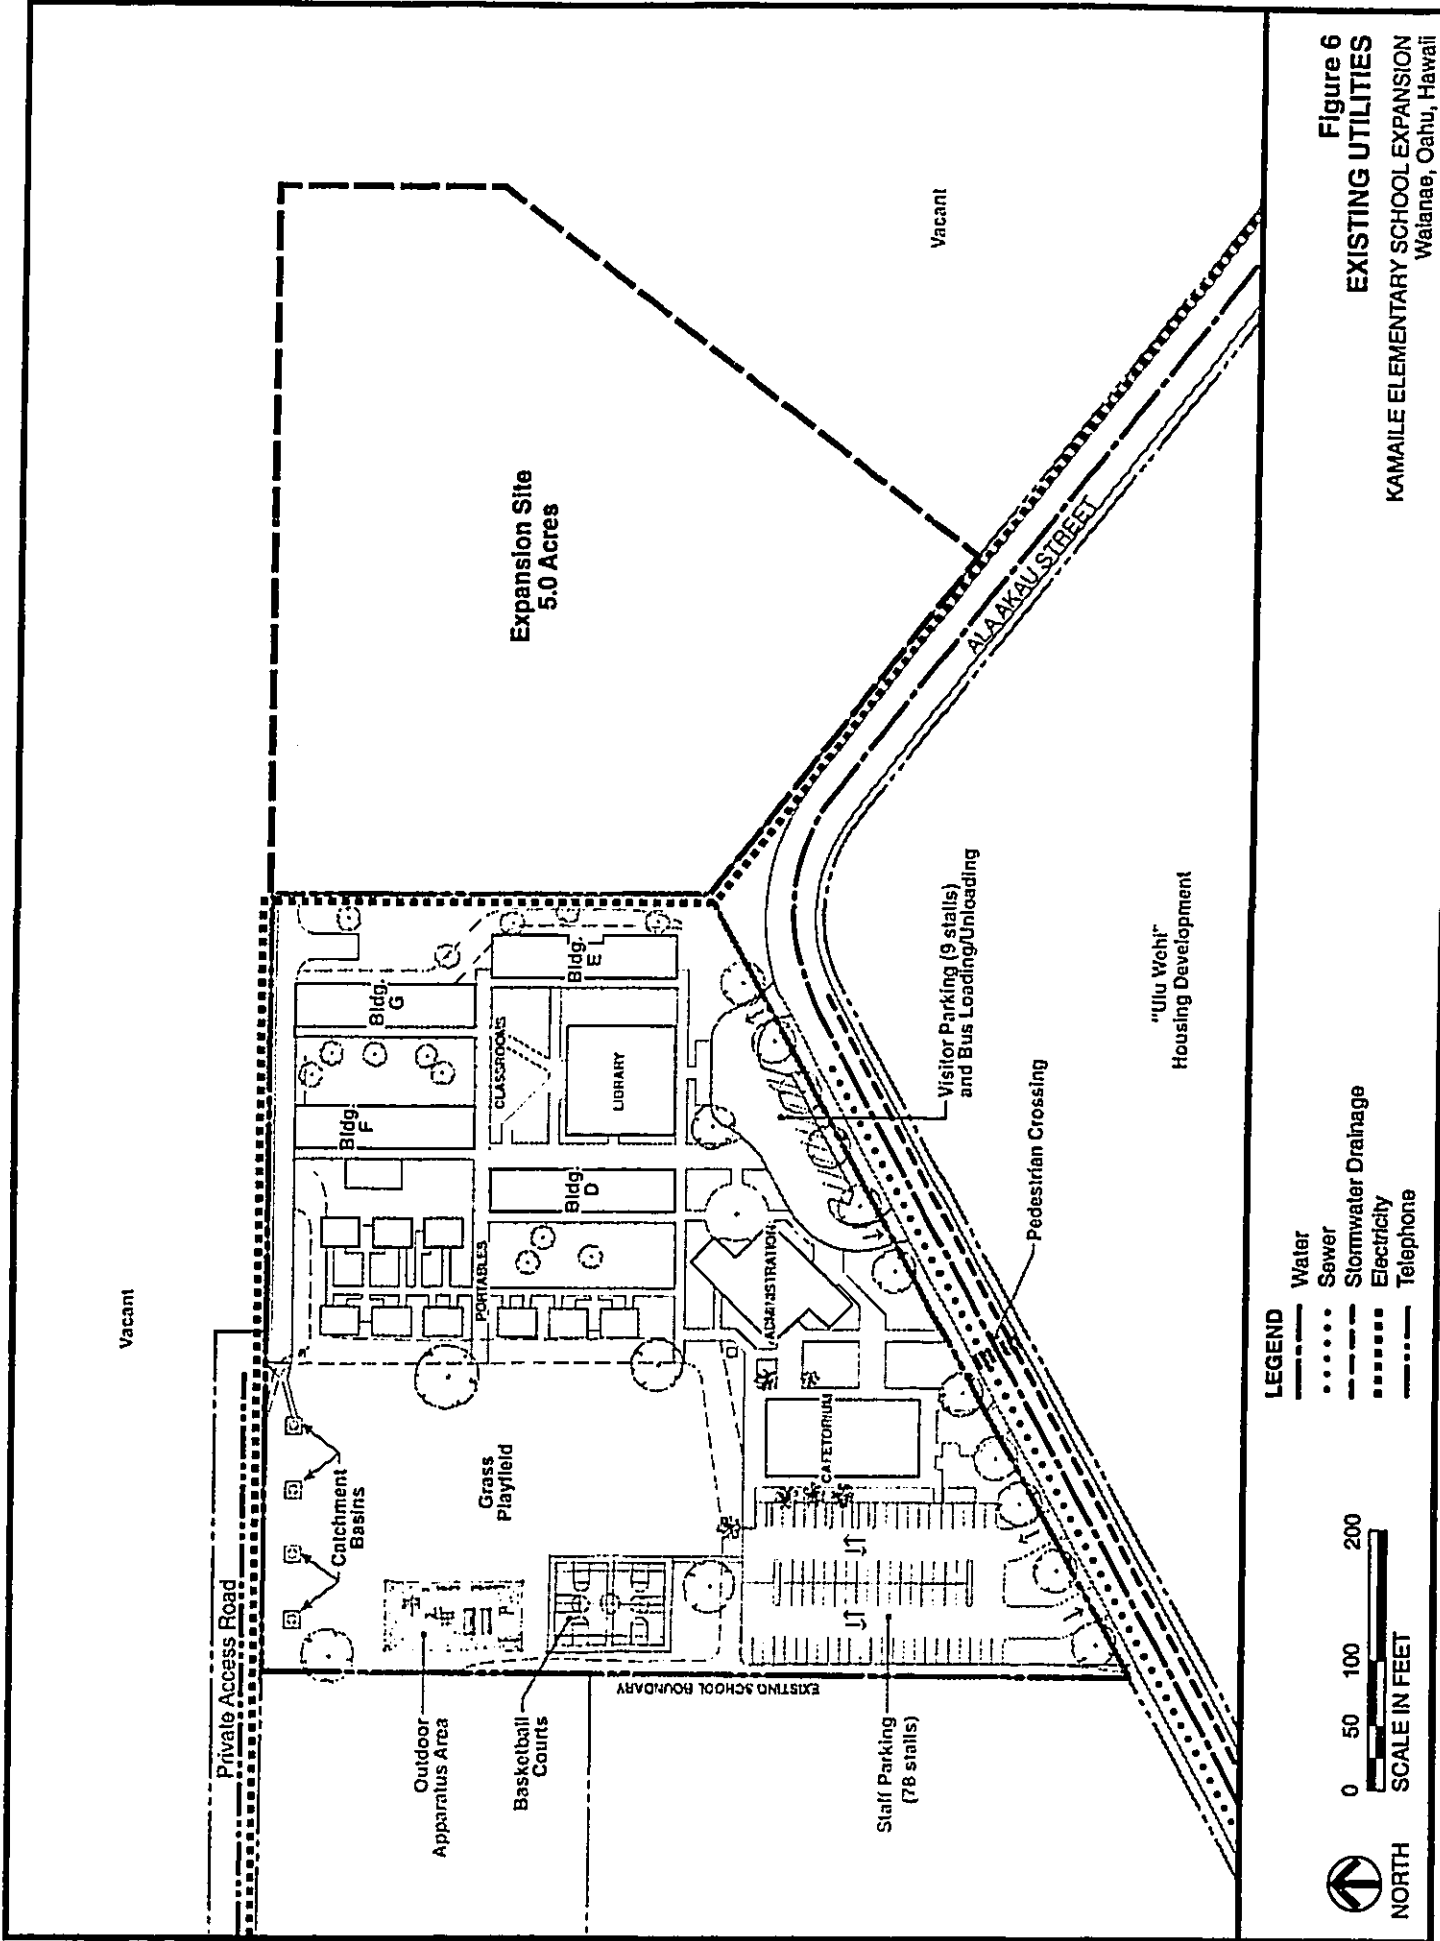 Vacant
Private Access Road
Catchment
Basins
Outdoor
Apparatus Area
Basketball
Courts
Grass
Playfield
EXISTING SCHOOL BOUNDARY
Staff Parking
(78 stalls)
PORTABLES
Bldg.
F
Bldg.
G
CLASSROOMS
Bldg.
D
LIBRARY
Bldg.
E
ADMINISTRATION
CAFETORIUM
Expansion Site
5.0 Acres
Vacant
ALA AKAU STREET
Visitor Parking (9 stalls)
and Bus Loading/Unloading
Pedestrian Crossing
"Ulu Wehi"
Housing Development
NORTH
0 50 100 200
SCALE IN FEET
LEGEND
Water
Sewer
Stormwater Drainage
Electricity
Telephone
Figure 6
EXISTING UTILITIES
KAMAILE ELEMENTARY SCHOOL EXPANSION
Waianae, Oahu, Hawaii